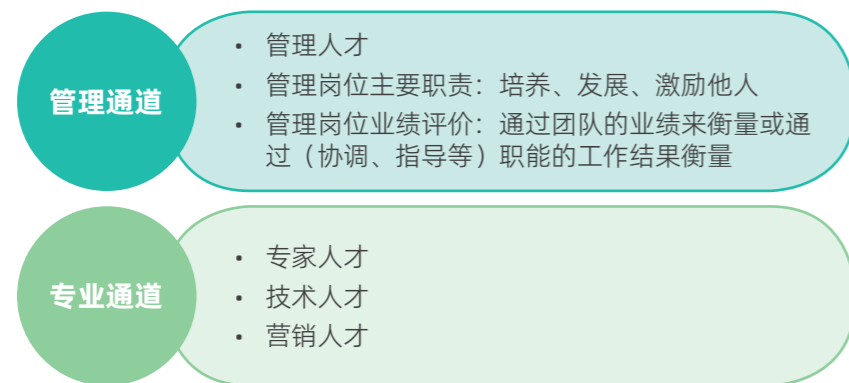 管理通道
• 管理人才
• 管理岗位主要职责：培养、发展、激励他人
• 管理岗位业绩评价：通过团队的业绩来衡量或通
过（协调、指导等）职能的工作结果衡量
专业通道
• 专家人才
• 技术人才
• 营销人才